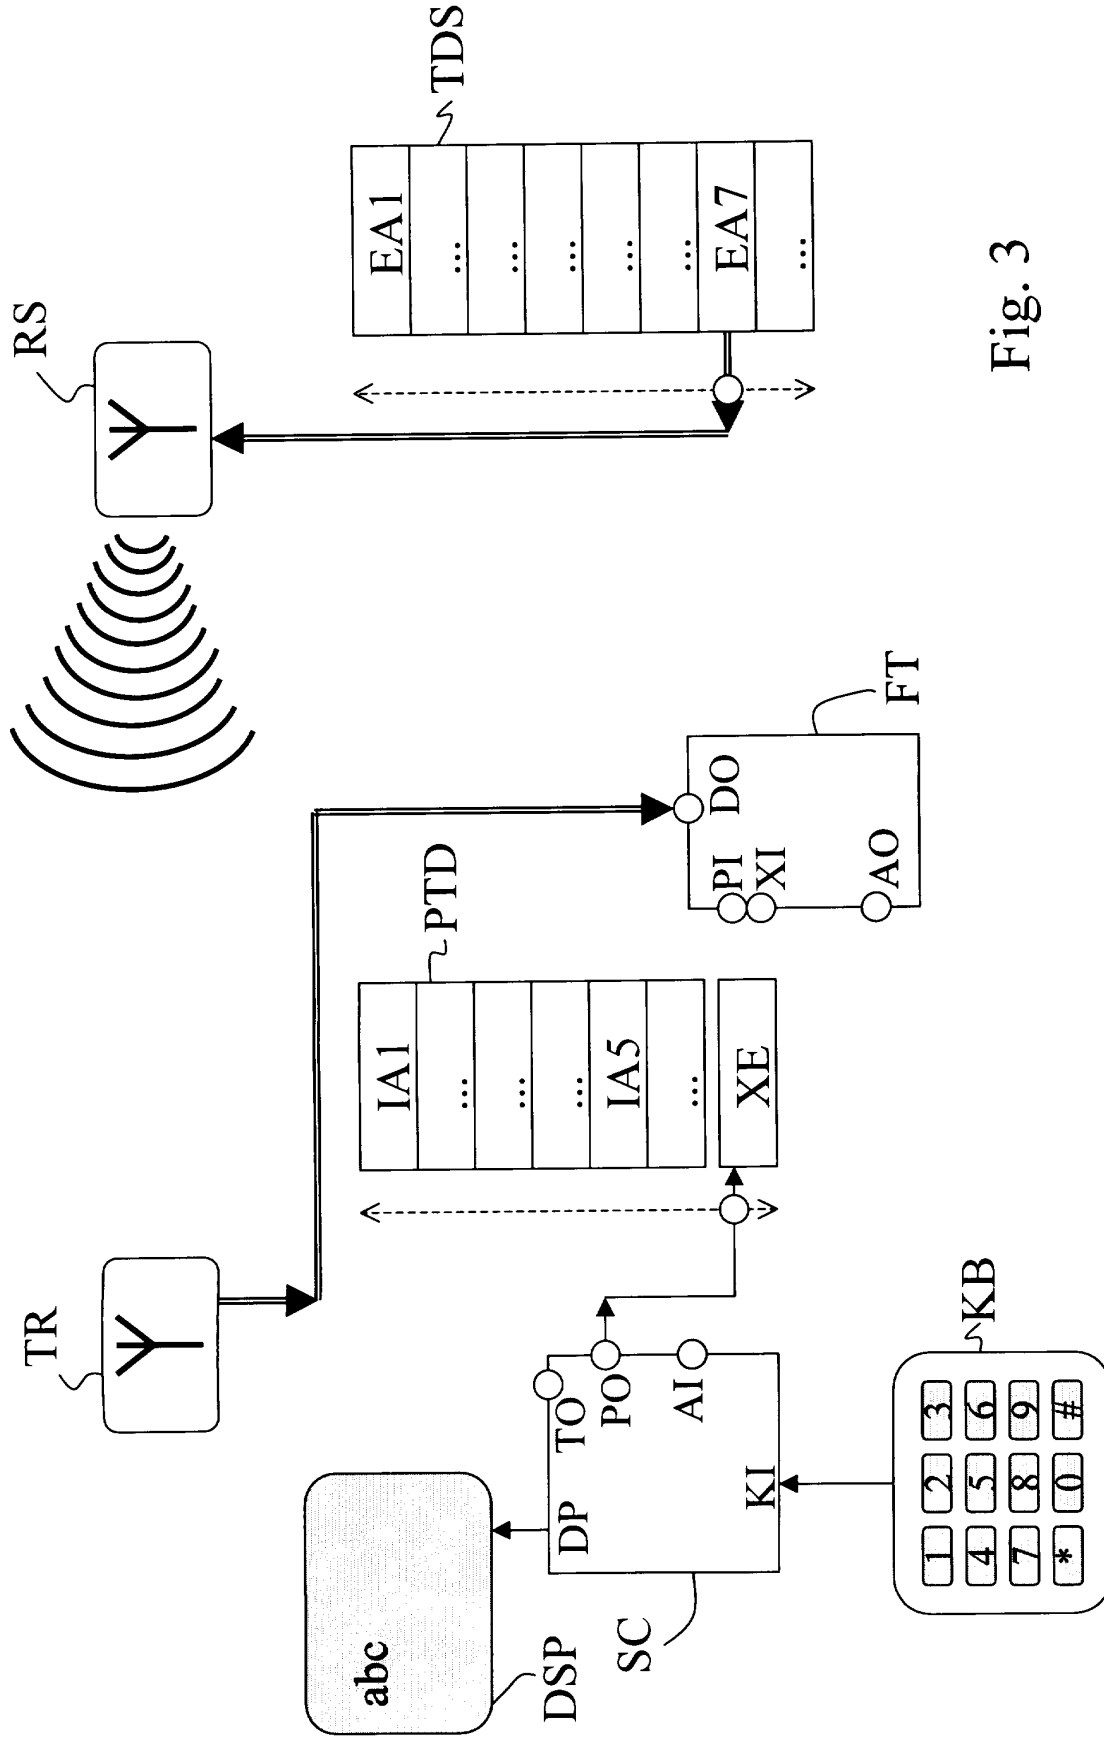 TR
RS
DSP
abc
DP
TO
PO
AI
KI
SC
KB
1 2 3
4 5 6
7 8 9
* 0 #
IA1
...
...
...
IA5
...
XE
PTD
PI
XI
DO
AO
FT
EA1
...
...
...
...
...
EA7
...
TDS
Fig. 3